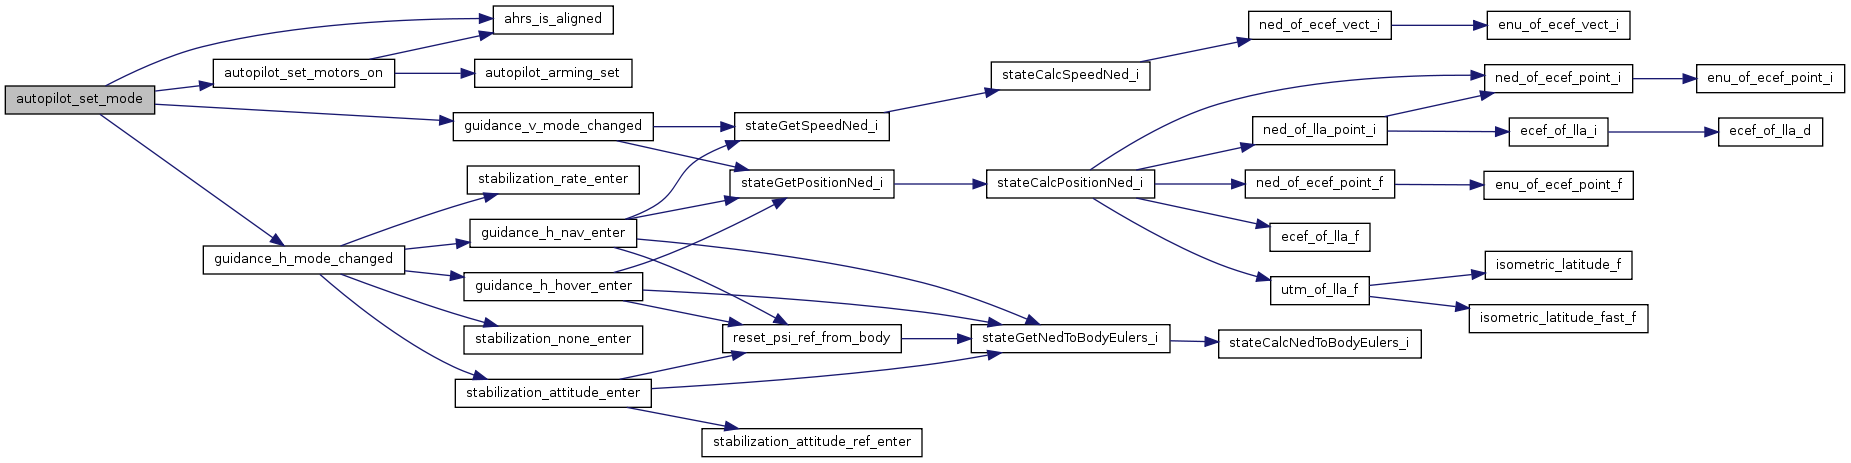 autopilot_set_mode
ahrs_is_aligned
autopilot_set_motors_on
autopilot_arming_set
guidance_v_mode_changed
stabilization_rate_enter
guidance_h_nav_enter
guidance_h_mode_changed
guidance_h_hover_enter
stabilization_none_enter
stabilization_attitude_enter
stateGetSpeedNed_i
stateGetPositionNed_i
reset_psi_ref_from_body
stabilization_attitude_ref_enter
stateCalcSpeedNed_i
stateCalcPositionNed_i
stateGetNedToBodyEulers_i
ned_of_ecef_vect_i
ned_of_lla_point_i
ned_of_ecef_point_f
ecef_of_lla_f
utm_of_lla_f
stateCalcNedToBodyEulers_i
enu_of_ecef_vect_i
ned_of_ecef_point_i
ecef_of_lla_i
enu_of_ecef_point_f
isometric_latitude_f
isometric_latitude_fast_f
enu_of_ecef_point_i
ecef_of_lla_d